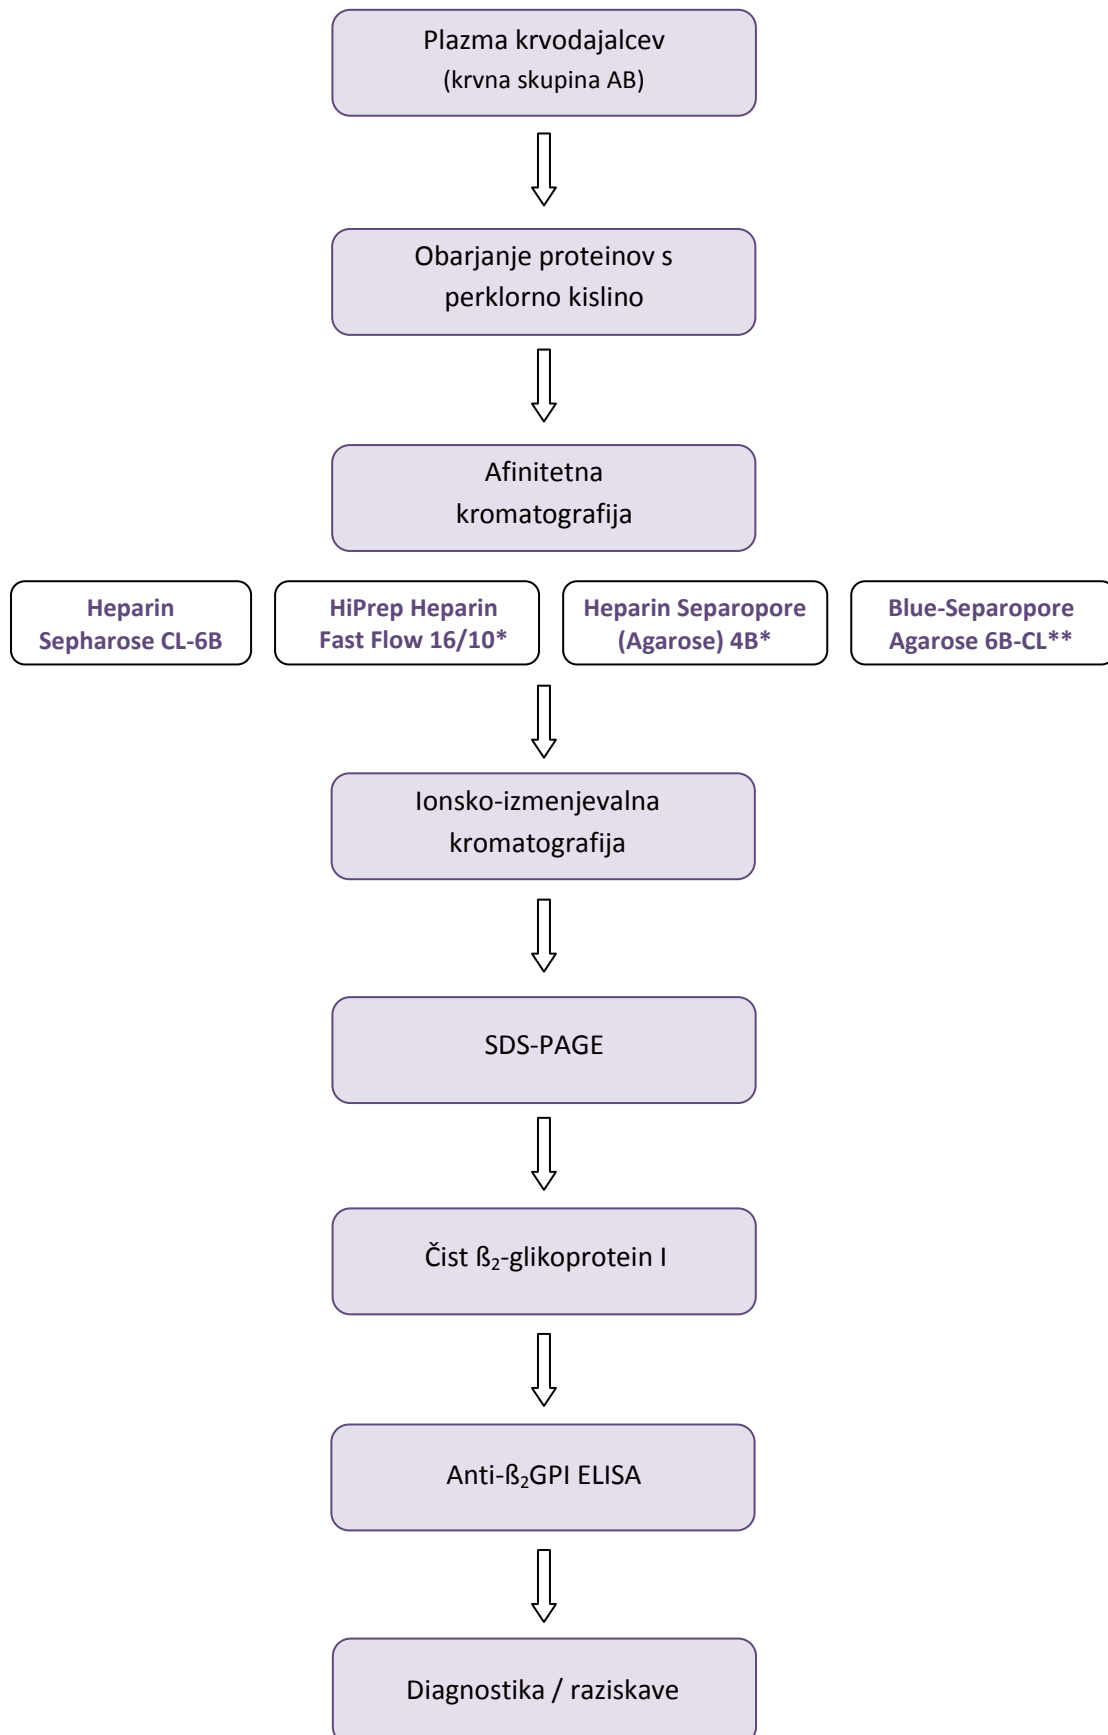 Plazma krvodajalcev
(krvna skupina AB)
Obarjanje proteinov s
perklorno kislino
Afinitetna
kromatografija
Heparin
Sepharose CL-6B
HiPrep Heparin
Fast Flow 16/10*
Heparin Separopore
(Agarose) 4B*
Blue-Separopore
Agarose 6B-CL**
Ionsko-izmenjevalna
kromatografija
SDS-PAGE
Čist ß₂-glikoprotein I
Anti-ß₂GPI ELISA
Diagnostika / raziskave